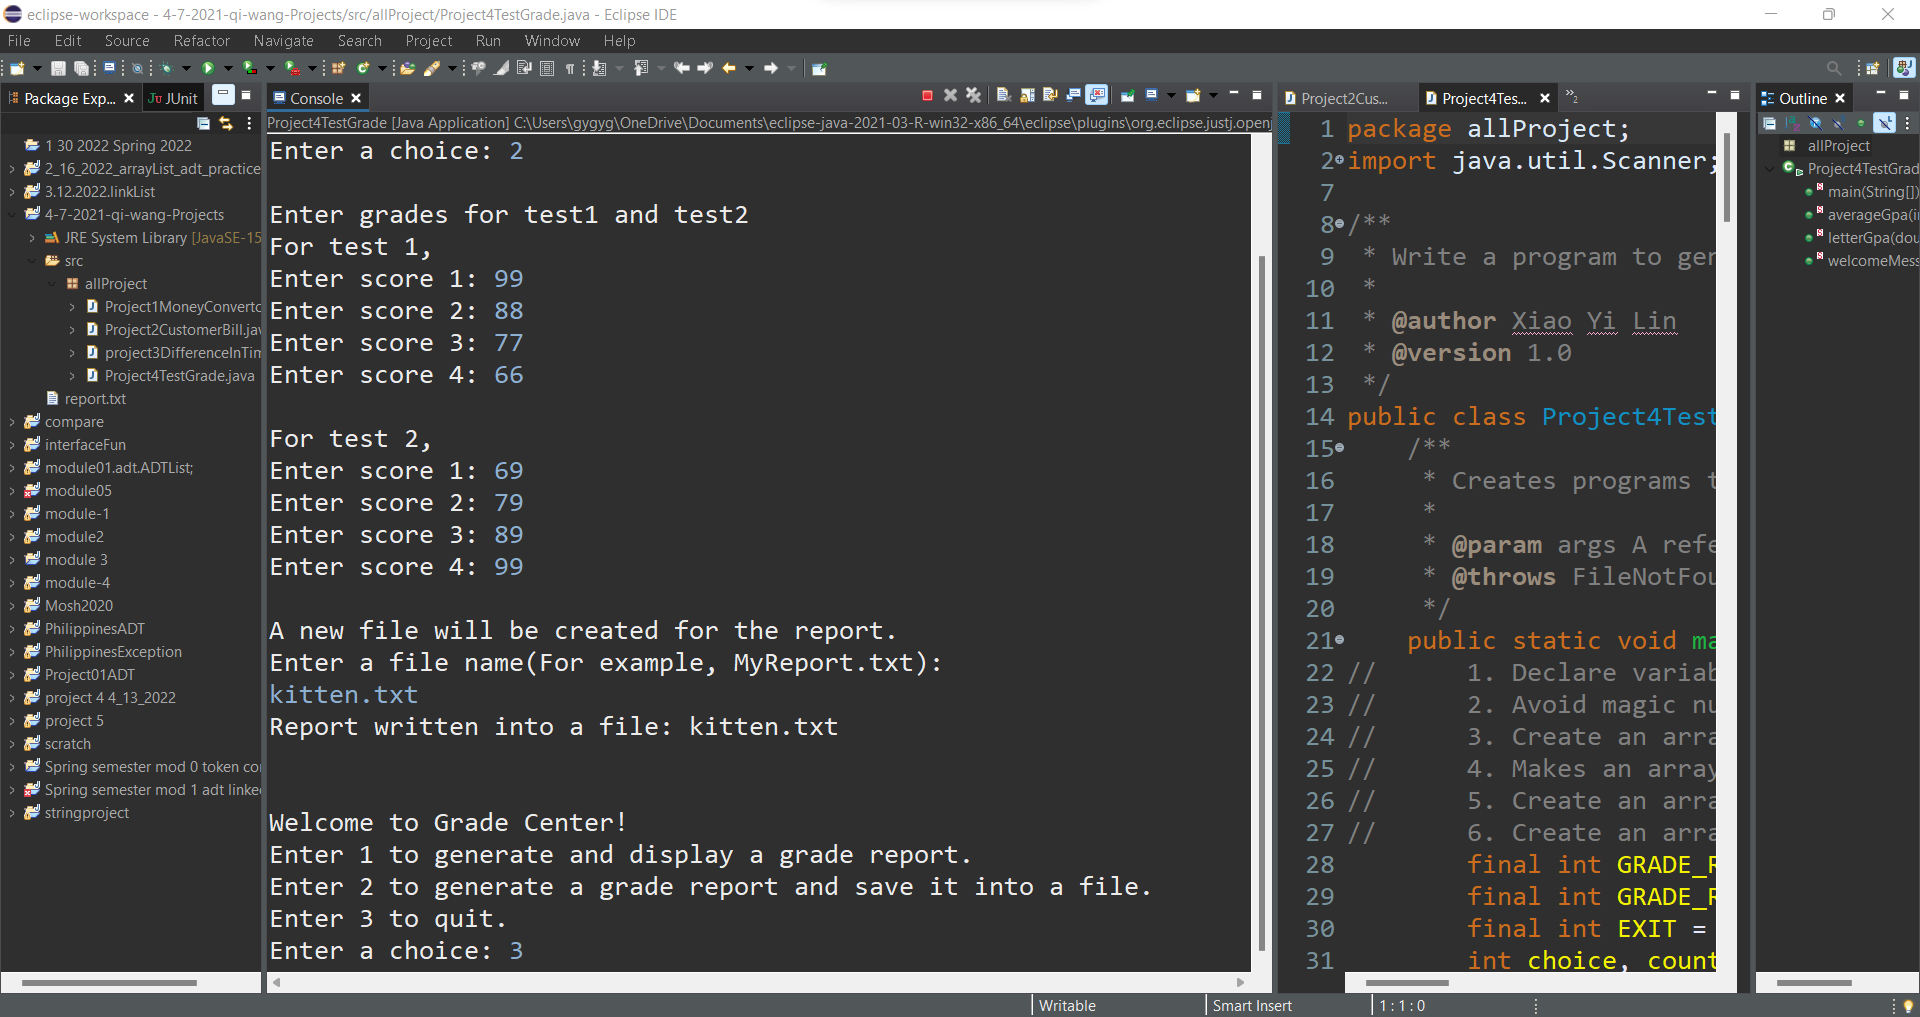 eclipse-workspace - 4-7-2021-qi-wang-Projects/src/allProject/Project4TestGrade.java - Eclipse IDE
File Edit Source Refactor Navigate Search Project Run Window Help
Package Exp...
JUnit
1 30 2022 Spring 2022
2_16_2022_arrayList_adt_practice
3.12.2022.linkList
4-7-2021-qi-wang-Projects
JRE System Library [JavaSE-15
src
allProject
Project1MoneyConvertc
Project2CustomerBill.jav
project3DifferenceInTim
Project4TestGrade.java
report.txt
compare
interfaceFun
module01.adt.ADTList;
module05
module-1
module2
module 3
module-4
Mosh2020
PhilippinesADT
PhilippinesException
Project01ADT
project 4 4_13_2022
project 5
scratch
Spring semester mod 0 token co
Spring semester mod 1 adt linke
stringproject
Console
Project4TestGrade [Java Application] C:\Users\gygyg\OneDrive\Documents\eclipse-java-2021-03-R-win32-x86_64\eclipse\plugins\org.eclipse.justj.openj
Enter a choice: 2
Enter grades for test1 and test2
For test 1,
Enter score 1: 99
Enter score 2: 88
Enter score 3: 77
Enter score 4: 66
For test 2,
Enter score 1: 69
Enter score 2: 79
Enter score 3: 89
Enter score 4: 99
A new file will be created for the report.
Enter a file name(For example, MyReport.txt):
kitten.txt
Report written into a file: kitten.txt
Welcome to Grade Center!
Enter 1 to generate and display a grade report.
Enter 2 to generate a grade report and save it into a file.
Enter 3 to quit.
Enter a choice: 3
Project2Cus...
Project4Tes...
1 package allProject;
2 import java.util.Scanner;
7
8 /**
9 * Write a program to ger
10 *
11 * @author Xiao Yi Lin
12 * @version 1.0
13 */
14 public class Project4Test
15 /**
16 * Creates programs t
17 *
18 * @param args A refe
19 * @throws FileNotFou
20 */
21 public static void ma
22 // 1. Declare variab
23 // 2. Avoid magic nu
24 // 3. Create an arra
25 // 4. Makes an array
26 // 5. Create an arra
27 // 6. Create an arra
28 final int GRADE_R
29 final int GRADE_R
30 final int EXIT =
31 int choice, count
Outline
allProject
Project4TestGrad
main(String[])
averageGpa(i
letterGpa(dou
welcomeMess
Writable
Smart Insert
1 : 1 : 0